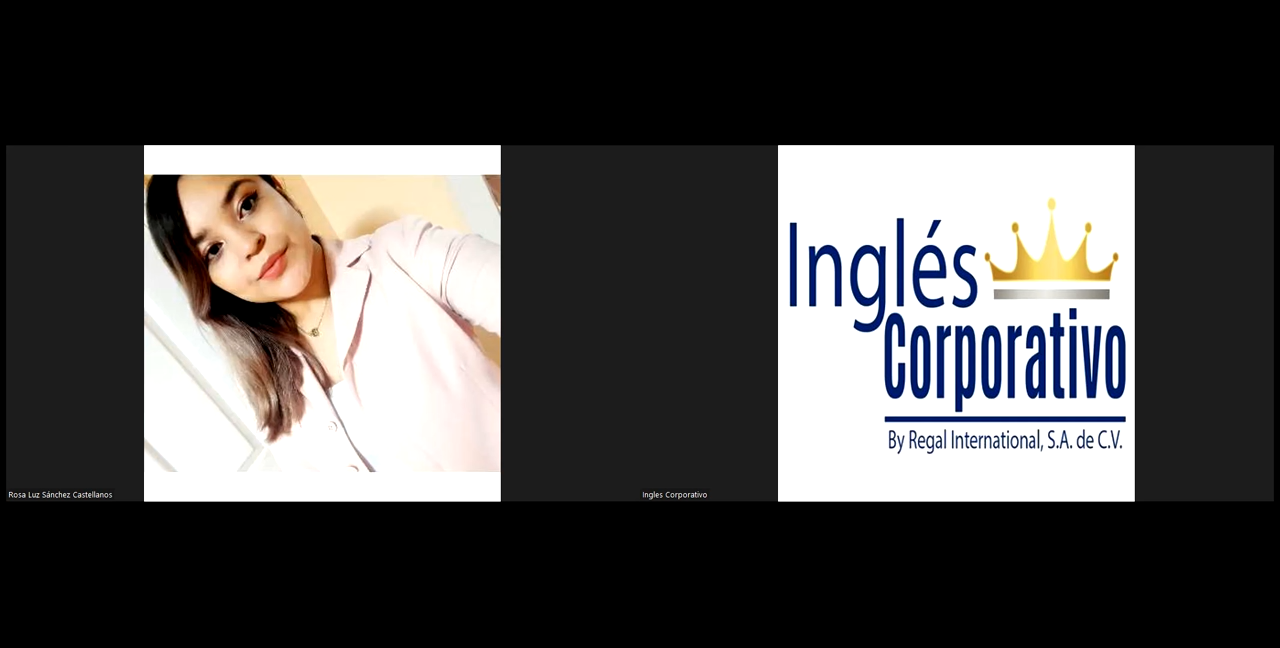 Inglés
Corporativo
By Regal International, S.A. de C.V.
Rosa Luz Sánchez Castellanos
Ingles Corporativo